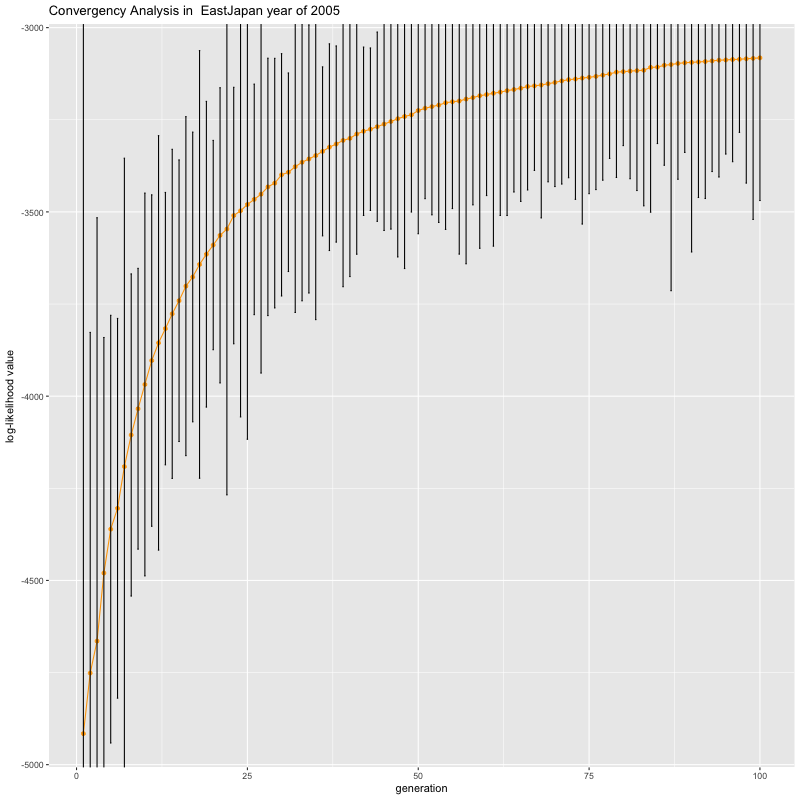 Convergency Analysis in  EastJapan year of 2005
-3000
-3500
-4000
-4500
-5000
log-likelihood value
0 25 50 75 100
generation